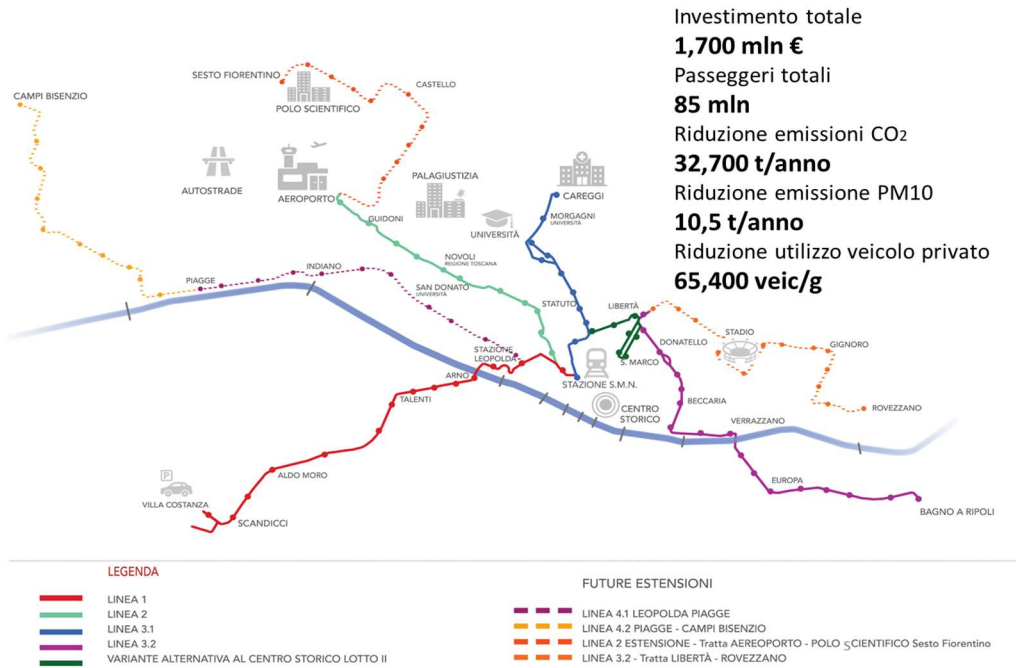 Investimento totale
1,700 mln €
Passeggeri totali
85 mln
Riduzione emissioni CO2
32,700 t/anno
Riduzione emissione PM10
10,5 t/anno
Riduzione utilizzo veicolo privato
65,400 veic/g
SESTO FIORENTINO
CASTELLO
POLO SCIENTIFICO
CAMPI BISENZIO
AUTOSTRADE
AEROPORTO
PALAGIUSTIZIA
CAREGGI
GUIDONI
UNIVERSITÀ
MORGAGNI
UNIVERSITÀ
NOVOLI
REGIONE TOSCANA
INDIANO
PIAGGE
SAN DONATO
UNIVERSITÀ
STATUTO
LIBERTÀ
STADIO
GIGNORO
DONATELLO
STAZIONE
LEOPOLDA
S. MARCO
ARNO
STAZIONE S.M.N.
TALENTI
CENTRO
STORICO
BECCARIA
ROVEZZANO
VERRAZZANO
ALDO MORO
P
VILLA COSTANZA
EUROPA
SCANDICCI
BAGNO A RIPOLI
LEGENDA
LINEA 1
LINEA 2
LINEA 3.1
LINEA 3.2
VARIANTE ALTERNATIVA AL CENTRO STORICO LOTTO II
FUTURE ESTENSIONI
LINEA 4.1 LEOPOLDA PIAGGE
LINEA 4.2 PIAGGE - CAMPI BISENZIO
LINEA 2 ESTENSIONE - Tratta AEREOPORTO - POLO SCIENTIFICO Sesto Fiorentino
LINEA 3.2 - Tratta LIBERTÀ - ROVEZZANO